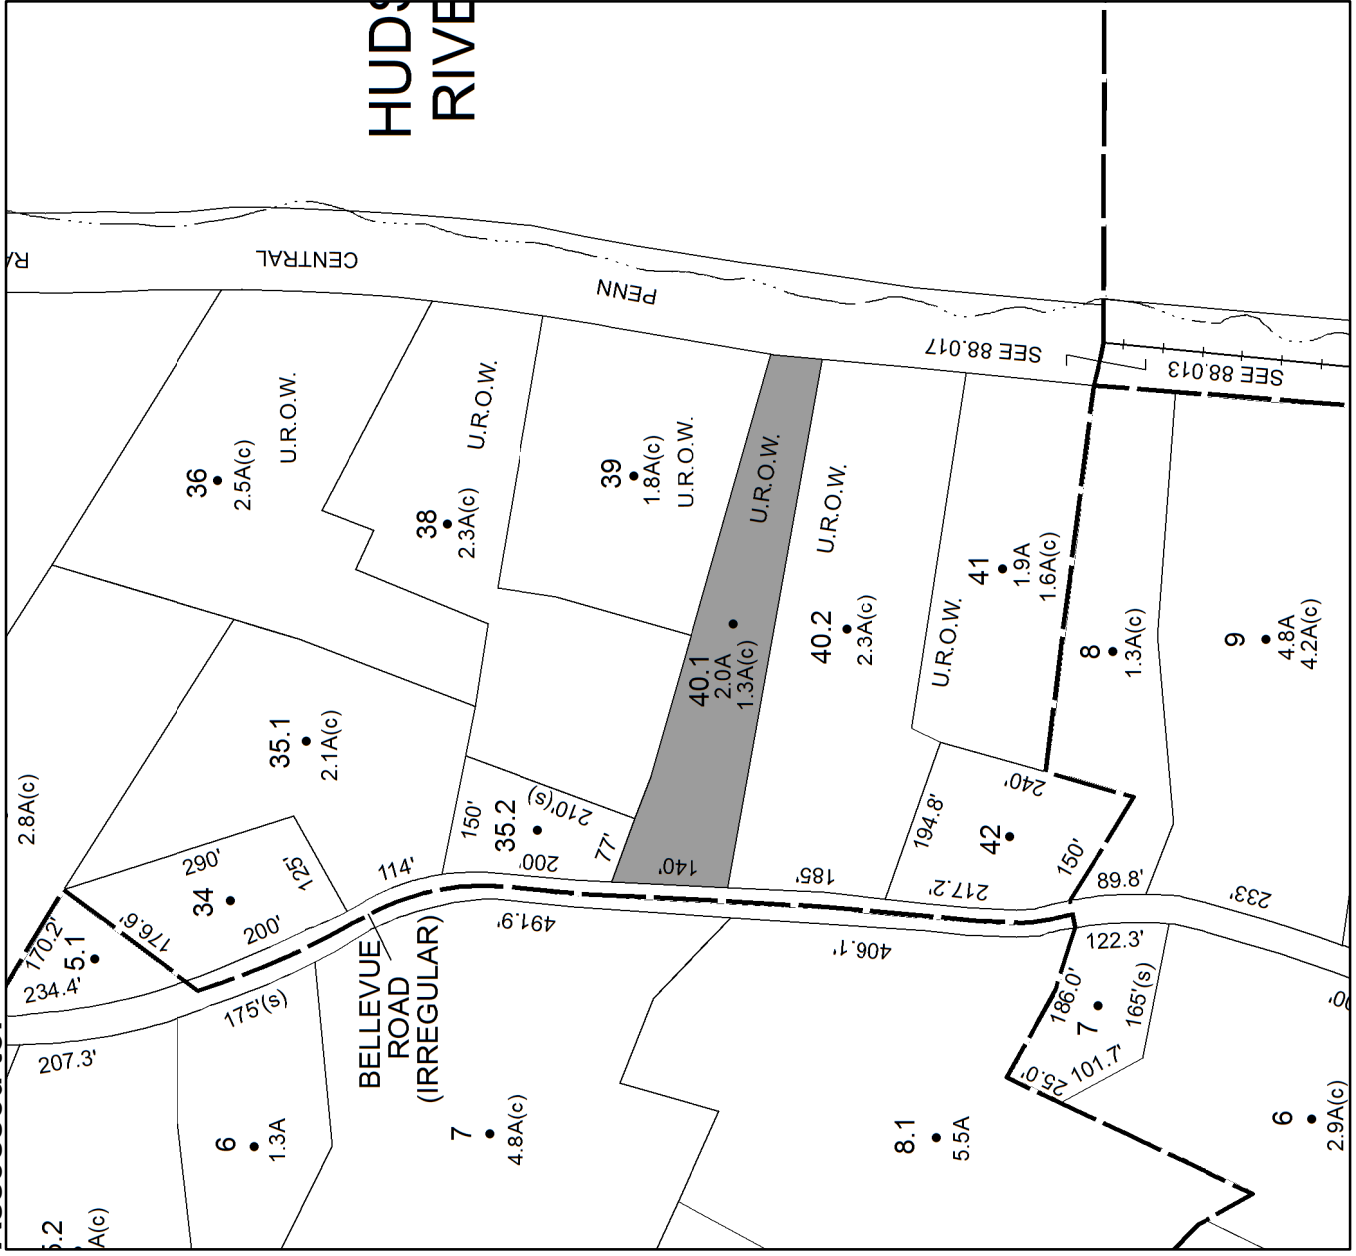 HUDS
RIVE
RA
CENTRAL
PENN
SEE 88.017
SEE 88.013
36
2.5A(c)
U.R.O.W.
38
2.3A(c)
U.R.O.W.
39
1.8A(c)
U.R.O.W.
40.1
2.0A
1.3A(c)
U.R.O.W.
40.2
2.3A(c)
U.R.O.W.
41
1.9A
1.6A(c)
U.R.O.W.
8
1.3A(c)
9
4.8A
4.2A(c)
2.8A(c)
35.1
2.1A(c)
35.2
150'
210'(s)
200'
77'
140'
185'
42
194.8'
240'
217.2'
150'
89.8'
233'
34
290'
125'
200'
176.6'
114'
5.1
170.2'
234.4'
207.3'
175'(s)
491.9'
406.1'
122.3'
BELLEVUE
ROAD
(IRREGULAR)
7
186.0'
165'(s)
101.7'
25.0'
6
1.3A
7
4.8A(c)
8.1
5.5A
6
2.9A(c)
5.2
A(c)